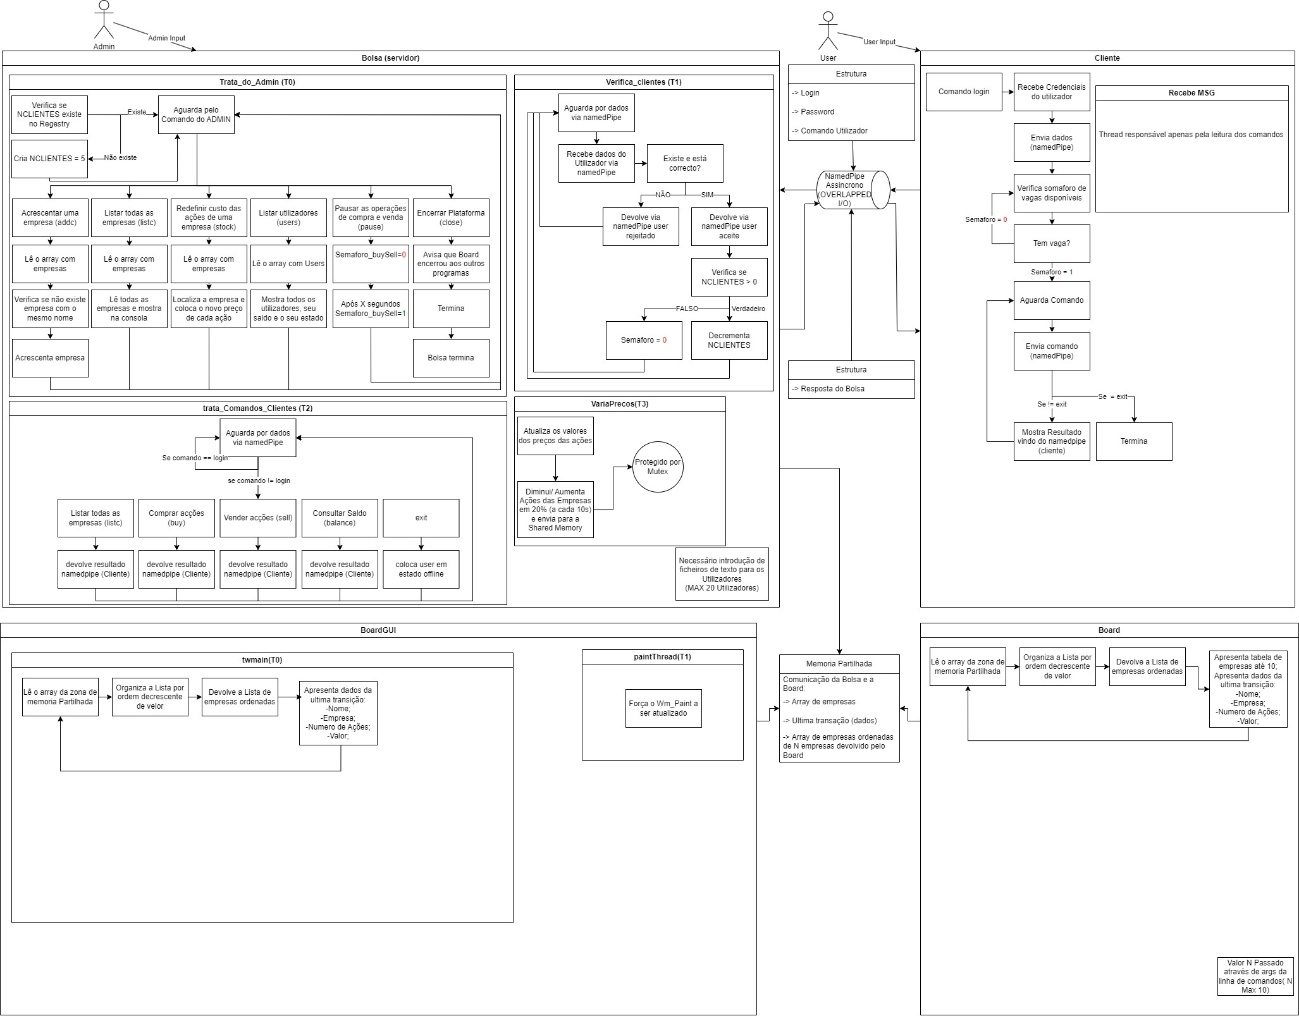 Admin
Admin Input
User
User Input
Bolsa (servidor)
Trata_do_Admin (T0)
Verifica se
NCLIENTES existe
no Registry
Existe
Aguarda pelo
Comando do ADMIN
Cria NCLIENTES = 5
Não existe
Acrescentar uma
empresa (addc)
Listar todas as
empresas (listc)
Redefinir custo das
ações de uma
empresa (stock)
Listar utilizadores
(users)
Pausar as operações
de compra e venda
(pause)
Encerrar Plataforma
(close)
Lê o array com
empresas
Lê o array com
empresas
Lê o array com
empresas
Lê o array com Users
Semaforo_buySell=0
Avisa que Board
encerrou aos outros
programas
Verifica se não existe
empresa com o
mesmo nome
Lê todas as
empresas e mostra
na consola
Localiza a empresa e
coloca o novo preço
de cada ação
Mostra todos os
utilizadores, seu
saldo e o seu estado
Após X segundos
Semaforo_buySell=1
Termina
Acrescenta empresa
Bolsa termina
Verifica_clientes (T1)
Aguarda por dados
via namedPipe
Recebe dados do
Utilizador via
namedPipe
Existe e está
correcto?
NÃO
SIM
Devolve via
namedPipe user
rejeitado
Devolve via
namedPipe user
aceite
Verifica se
NCLIENTES > 0
FALSO
Verdadeiro
Semaforo = 0
Decrementa
NCLIENTES
trata_Comandos_Clientes (T2)
Aguarda por dados
via namedPipe
Se comando == login
se comando != login
Listar todas as
empresas (listc)
Comprar acções
(buy)
Vender acções (sell)
Consultar Saldo
(balance)
exit
devolve resultado
namedpipe (Cliente)
devolve resultado
namedpipe (Cliente)
devolve resultado
namedpipe (Cliente)
devolve resultado
namedpipe (Cliente)
coloca user em
estado offline
VariaPrecos(T3)
Atualiza os valores
dos preços das ações
Diminui/ Aumenta
Ações das Empresas
em 20% (a cada 10s)
e envia para a
Shared Memory
Protegido por
Mutex
Necessário introdução de
ficheiros de texto para os
Utilizadores
(MAX 20 Utilizadores)
Estrutura
-> Login
-> Password
-> Comando Utilizador
NamedPipe
Assincrono
(OVERLAPPED
I/O)
Estrutura
-> Resposta do Bolsa
Cliente
Comando login
Recebe Credenciais
do utilizador
Envia dados
(namedPipe)
Verifica somaforo de
vagas disponíveis
Semaforo = 0
Tem vaga?
Semaforo = 1
Aguarda Comando
Envia comando
(namedPipe)
Se != exit
Se = exit
Mostra Resultado
vindo do namedpipe
(cliente)
Termina
Recebe MSG
Thread responsável apenas pela leitura dos comandos
BoardGUI
twmain(T0)
Lê o array da zona de
memoria Partilhada
Organiza a Lista por
ordem decrescente
de velor
Devolve a Lista de
empresas ordenadas
Apresenta dados da
ultima transição:
-Nome;
-Empresa;
-Numero de Ações;
-Valor;
paintThread(T1)
Força o Wm_Paint a
ser atualizado
Memoria Partilhada
Comunicação da Bolsa e a
Board:
-> Array de empresas
-> Ultima transação (dados)
-> Array de empresas ordenadas
de N empresas devolvido pelo
Board
Board
Lê o array da zona de
memoria Partilhada
Organiza a Lista por
ordem decrescente
de velor
Devolve a Lista de
empresas ordenadas
Apresenta tabela de
empresas até 10;
Apresenta dados da
ultima transição:
-Nome;
-Empresa;
-Numero de Ações;
-Valor;
Valor N Passado
através de args da
linha de comandos( N
Max 10)